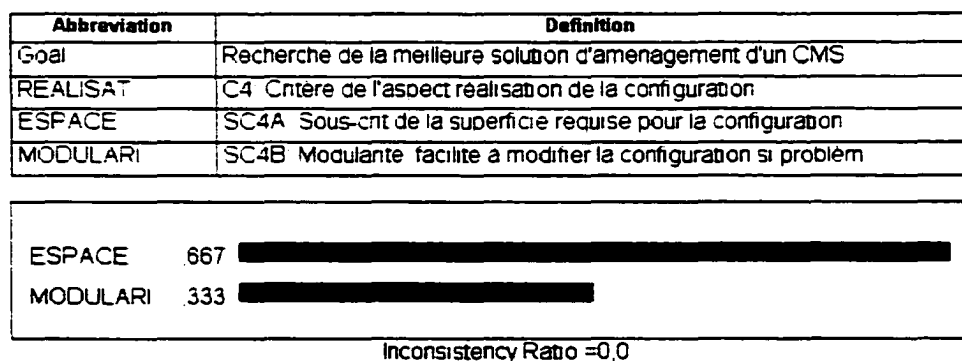 Abbreviation Definition
Goal Recherche de la meilleure solution d'amenagement d'un CMS
REALISAT C4 Critère de l'aspect réalisation de la configuration
ESPACE SC4A Sous-crit de la superficie requise pour la configuration
MODULARI SC4B Modularite facilite à modifier la configuration si problèm
ESPACE .667
MODULARI .333
Inconsistency Ratio =0,0